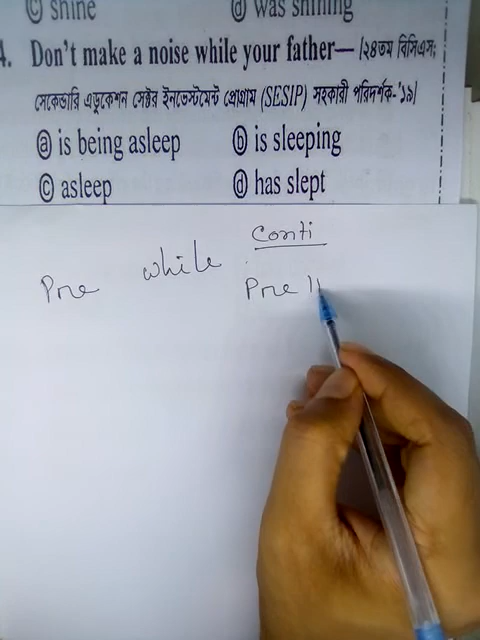 ⓒ shine ⓓ was shining
4. Don't make a noise while your father— [২৪তম বিসিএস;
সেকেন্ডারি এডুকেশন সেক্টর ইনভেস্টমেন্ট প্রোগ্রাম (SESIP) সহকারী পরিদর্শক-'১৯]
ⓐ is being asleep ⓑ is sleeping
ⓒ asleep ⓓ has slept
Conti
Pre while Pre